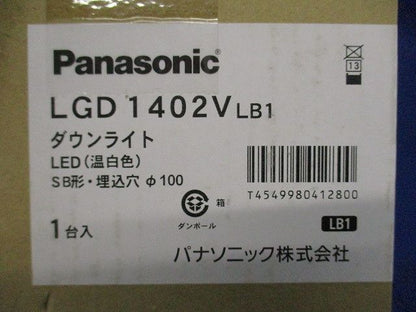 Panasonic®
LGD 1402V LB1
ダウンライト
LED(温白色)
SB形・埋込穴 φ100
1台入
箱
ダンボール
13
T4549980412800
LB1
パナソニック株式会社